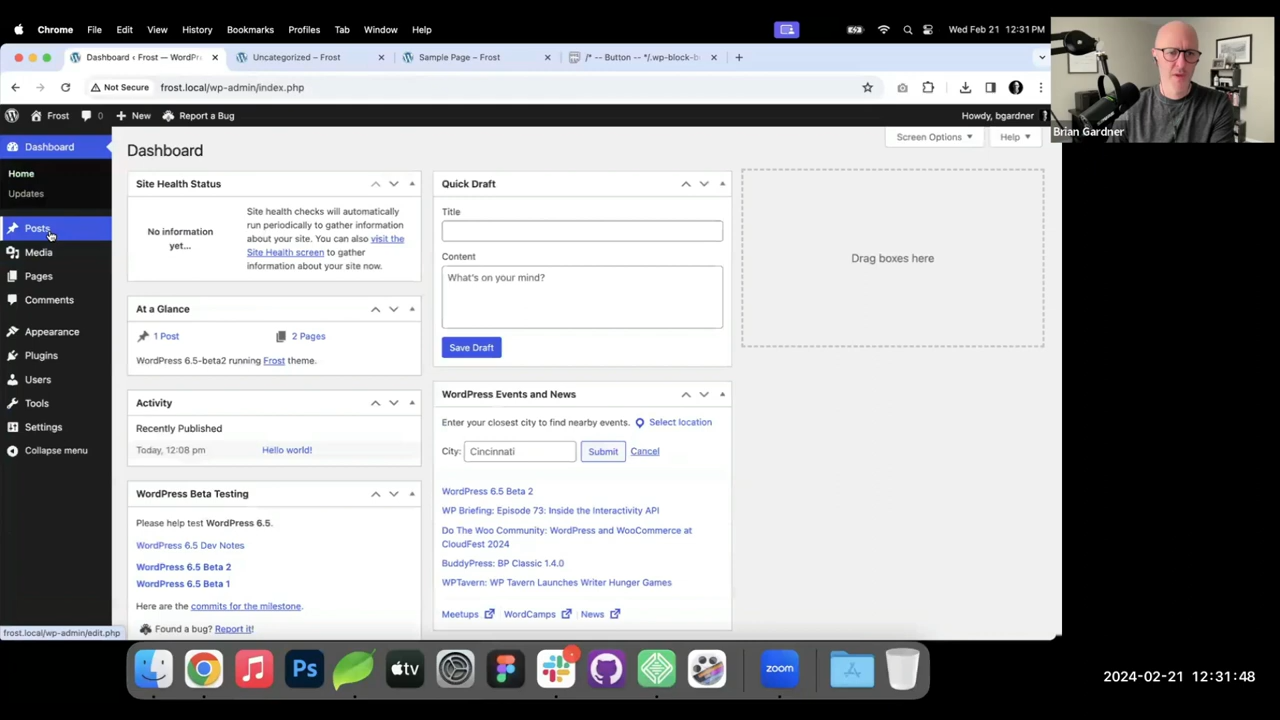 Chrome File Edit View History Bookmarks Profiles Tab Window Help Wed Feb 21 12:31 PM
Dashboard ‹ Frost — WordPr Uncategorized – Frost Sample Page – Frost /* -- Button -- */.wp-block-b
Not Secure frost.local/wp-admin/index.php
Frost 0 New Report a Bug Howdy, bgardner
Brian Gardner
Dashboard
Home
Updates
Posts
Media
Pages
Comments
Appearance
Plugins
Users
Tools
Settings
Collapse menu
frost.local/wp-admin/edit.php
Dashboard
Screen Options Help
Site Health Status
No information
yet...
Site health checks will automatically
run periodically to gather information
about your site. You can also visit the
Site Health screen to gather
information about your site now.
At a Glance
1 Post 2 Pages
WordPress 6.5-beta2 running Frost theme.
Activity
Recently Published
Today, 12:08 pm Hello world!
WordPress Beta Testing
Please help test WordPress 6.5.
WordPress 6.5 Dev Notes
WordPress 6.5 Beta 2
WordPress 6.5 Beta 1
Here are the commits for the milestone.
Found a bug? Report it!
Quick Draft
Title
Content
What's on your mind?
Save Draft
WordPress Events and News
Enter your closest city to find nearby events. Select location
City: Cincinnati Submit Cancel
WordPress 6.5 Beta 2
WP Briefing: Episode 73: Inside the Interactivity API
Do The Woo Community: WordPress and WooCommerce at
CloudFest 2024
BuddyPress: BP Classic 1.4.0
WPTavern: WP Tavern Launches Writer Hunger Games
Meetups WordCamps News
Drag boxes here
Ps tv zoom
2024-02-21 12:31:48